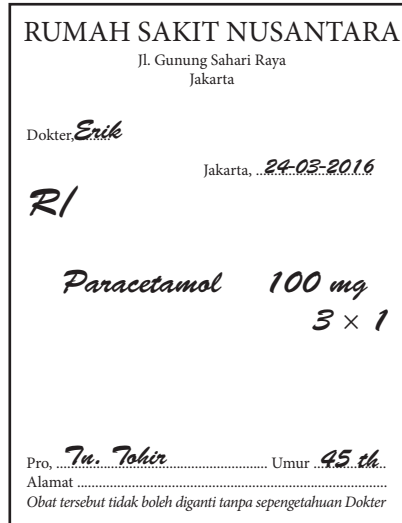 RUMAH SAKIT NUSANTARA
Jl. Gunung Sahari Raya
Jakarta
Dokter, Erik
Jakarta, 24-03-2016
R/
Paracetamol 100 mg
3 × 1
Pro, Tn. Tohir Umur 45 th
Alamat
Obat tersebut tidak boleh diganti tanpa sepengetahuan Dokter